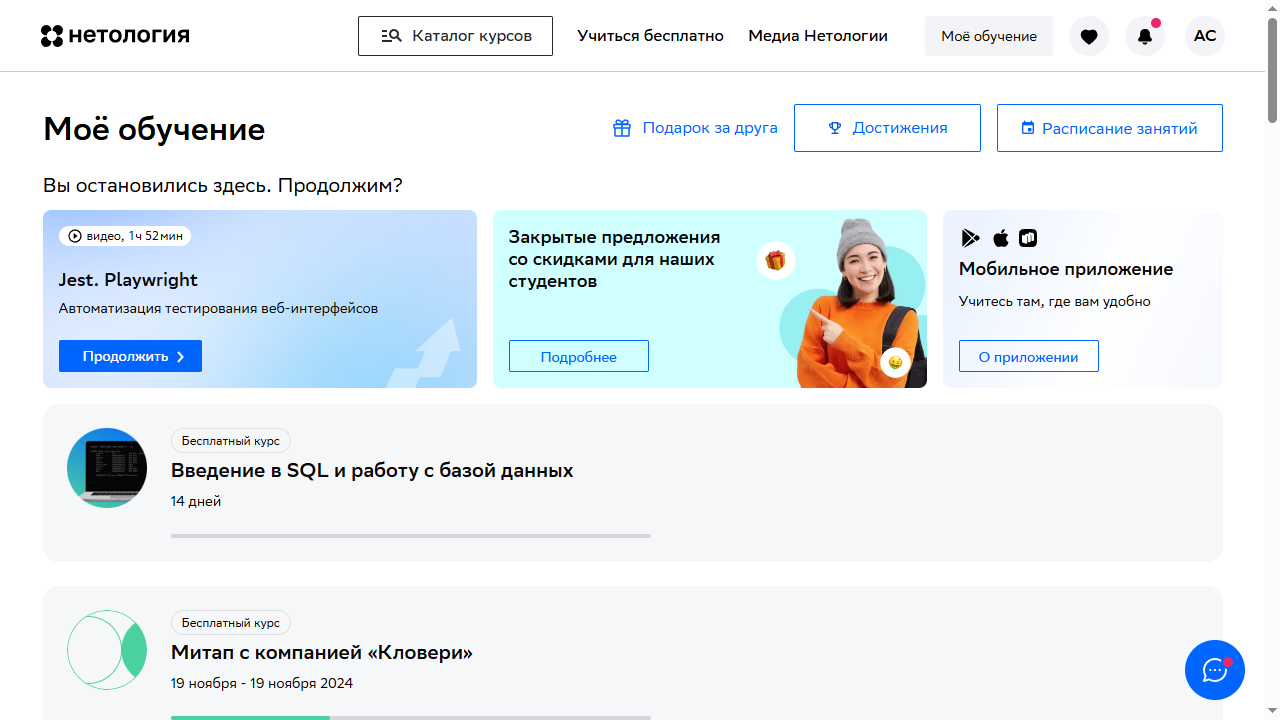 нетология
Каталог курсов
Учиться бесплатно
Медиа Нетологии
Моё обучение
АС
Моё обучение
Подарок за друга
Достижения
Расписание занятий
Вы остановились здесь. Продолжим?
видео, 1 ч 52 мин
Jest. Playwright
Автоматизация тестирования веб-интерфейсов
Продолжить
Закрытые предложения
со скидками для наших
студентов
Подробнее
Мобильное приложение
Учитесь там, где вам удобно
О приложении
Бесплатный курс
Введение в SQL и работу с базой данных
14 дней
Бесплатный курс
Митап с компанией «Кловери»
19 ноября - 19 ноября 2024